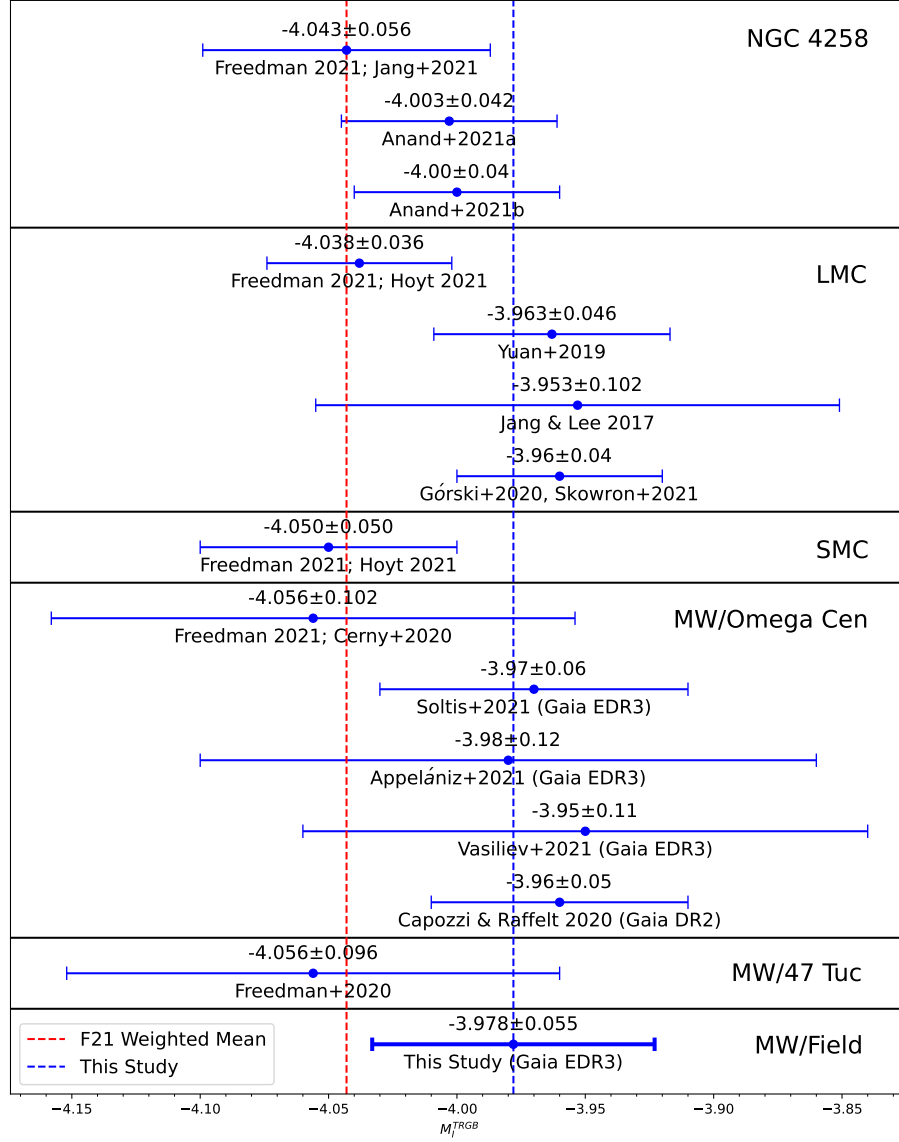 -4.043±0.056
NGC 4258
Freedman 2021; Jang+2021
-4.003±0.042
Anand+2021a
-4.00±0.04
Anand+2021b
-4.038±0.036
LMC
Freedman 2021; Hoyt 2021
-3.963±0.046
Yuan+2019
-3.953±0.102
Jang & Lee 2017
-3.96±0.04
Górski+2020, Skowron+2021
-4.050±0.050
SMC
Freedman 2021; Hoyt 2021
-4.056±0.102
MW/Omega Cen
Freedman 2021; Cerny+2020
-3.97±0.06
Soltis+2021 (Gaia EDR3)
-3.98±0.12
Appelániz+2021 (Gaia EDR3)
-3.95±0.11
Vasiliev+2021 (Gaia EDR3)
-3.96±0.05
Capozzi & Raffelt 2020 (Gaia DR2)
-4.056±0.096
MW/47 Tuc
Freedman+2020
-3.978±0.055
MW/Field
This Study (Gaia EDR3)
F21 Weighted Mean
This Study
−4.15 −4.10 −4.05 −4.00 −3.95 −3.90 −3.85
M_I^{TRGB}